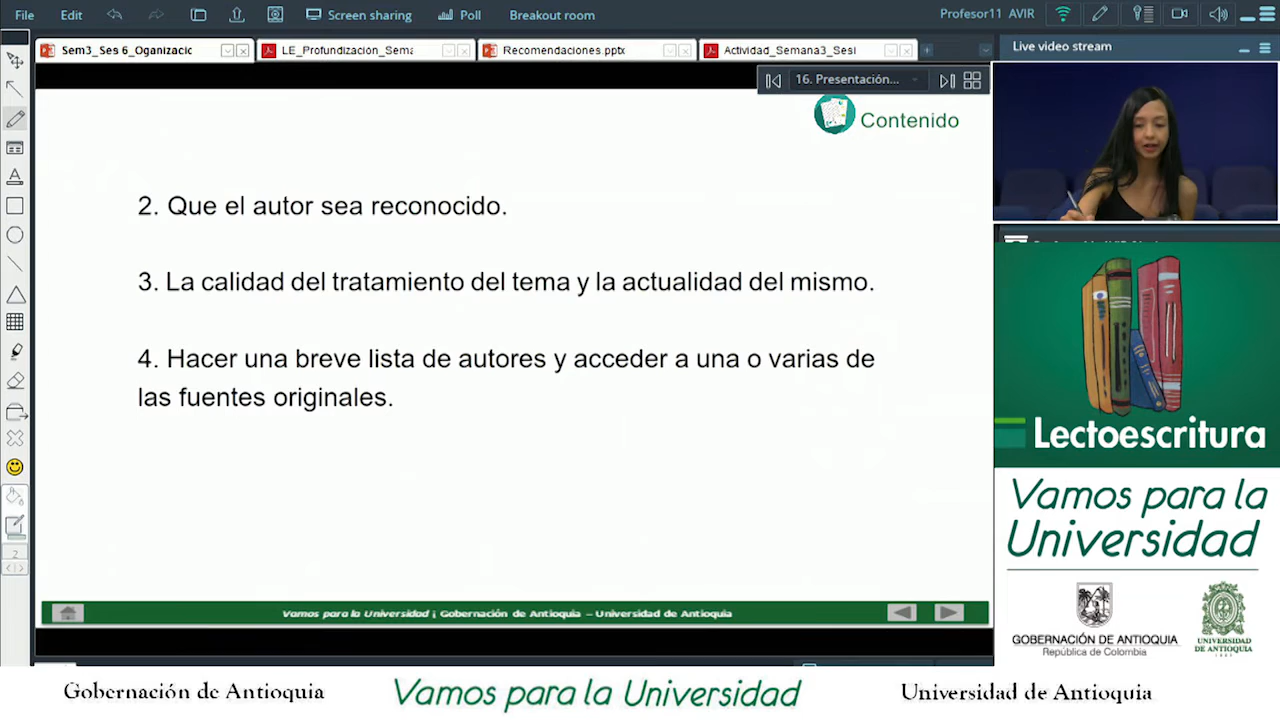 File Edit Screen sharing Poll Breakout room Profesor11 AVIR
Sem3_Ses 6_Oganizacic LE_Profundizacion_Sema Recomendaciones.pptx Actividad_Semana3_Sesi
Live video stream
16. Presentación...
Contenido
2. Que el autor sea reconocido.
3. La calidad del tratamiento del tema y la actualidad del mismo.
4. Hacer una breve lista de autores y acceder a una o varias de
las fuentes originales.
2
Vamos para la Universidad ¡ Gobernación de Antioquia – Universidad de Antioquia
Lectoescritura
Vamos para la
Universidad
GOBERNACIÓN DE ANTIOQUIA
República de Colombia
UNIVERSIDAD
DE ANTIOQUIA
1803
Gobernación de Antioquia Vamos para la Universidad Universidad de Antioquia